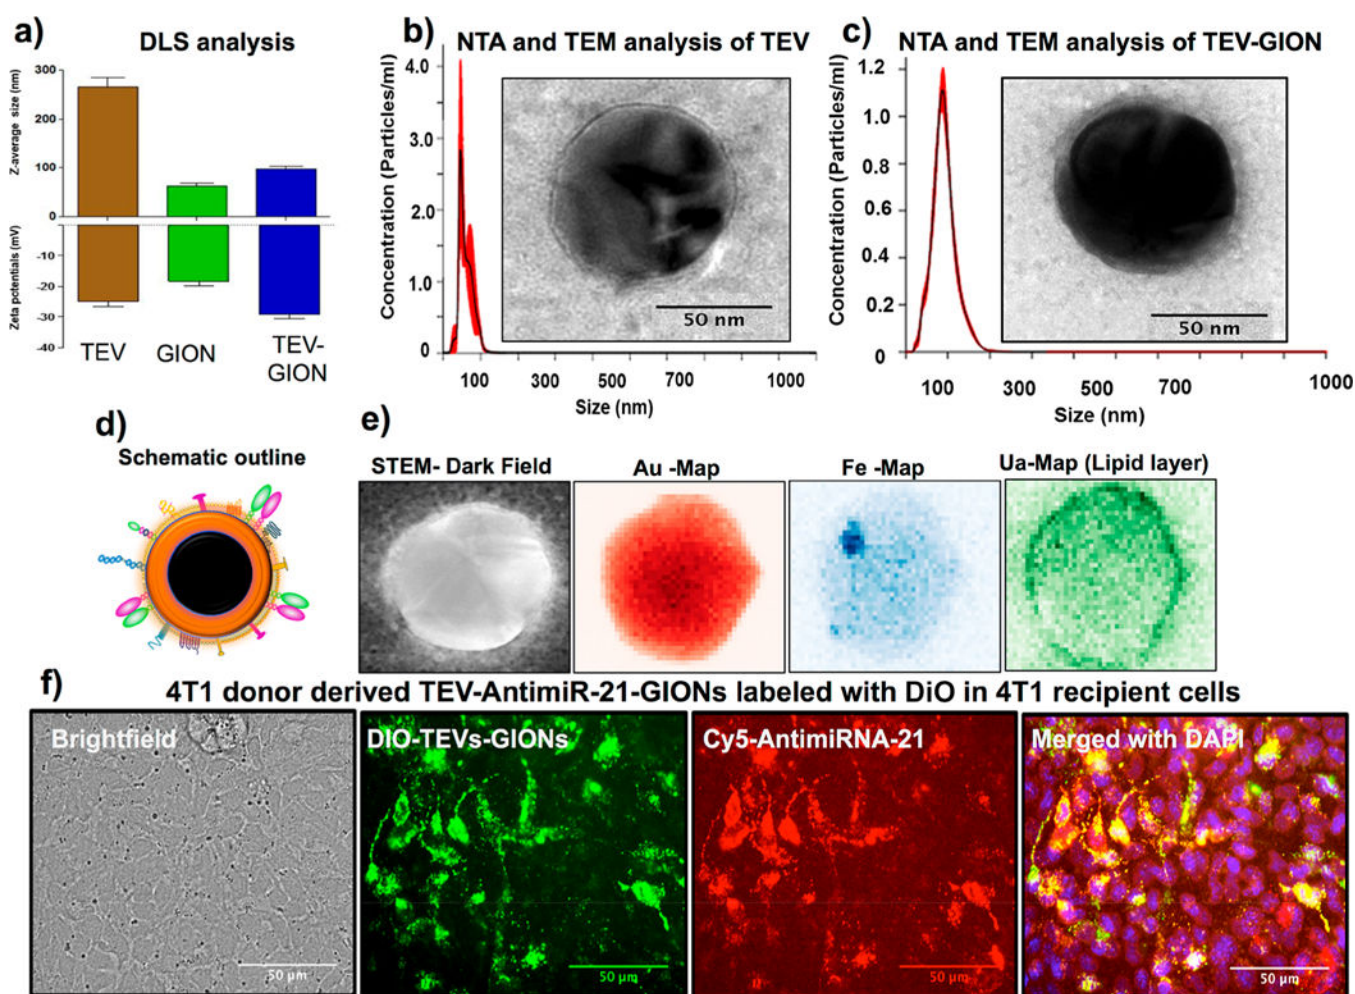 a)
DLS analysis
Z-average size (nm)
300
200
100
0
Zeta potentials (mV)
-10
-20
-30
-40
TEV
GION
TEV-
GION
b)
NTA and TEM analysis of TEV
Concentration (Particles/ml)
4.0
3.0
2.0
1.0
0
50 nm
100
300
500
700
1000
Size (nm)
c)
NTA and TEM analysis of TEV-GION
Concentration (Particles/ml)
1.2
1.0
0.8
0.6
0.4
0.2
0
50 nm
100
300
500
700
1000
Size (nm)
d)
Schematic outline
e)
STEM- Dark Field
Au -Map
Fe -Map
Ua-Map (Lipid layer)
f)
4T1 donor derived TEV-AntimiR-21-GIONs labeled with DiO in 4T1 recipient cells
Brightfield
50 µm
DIO-TEVs-GIONs
50 µm
Cy5-AntimiRNA-21
50 µm
Merged with DAPI
50 µm